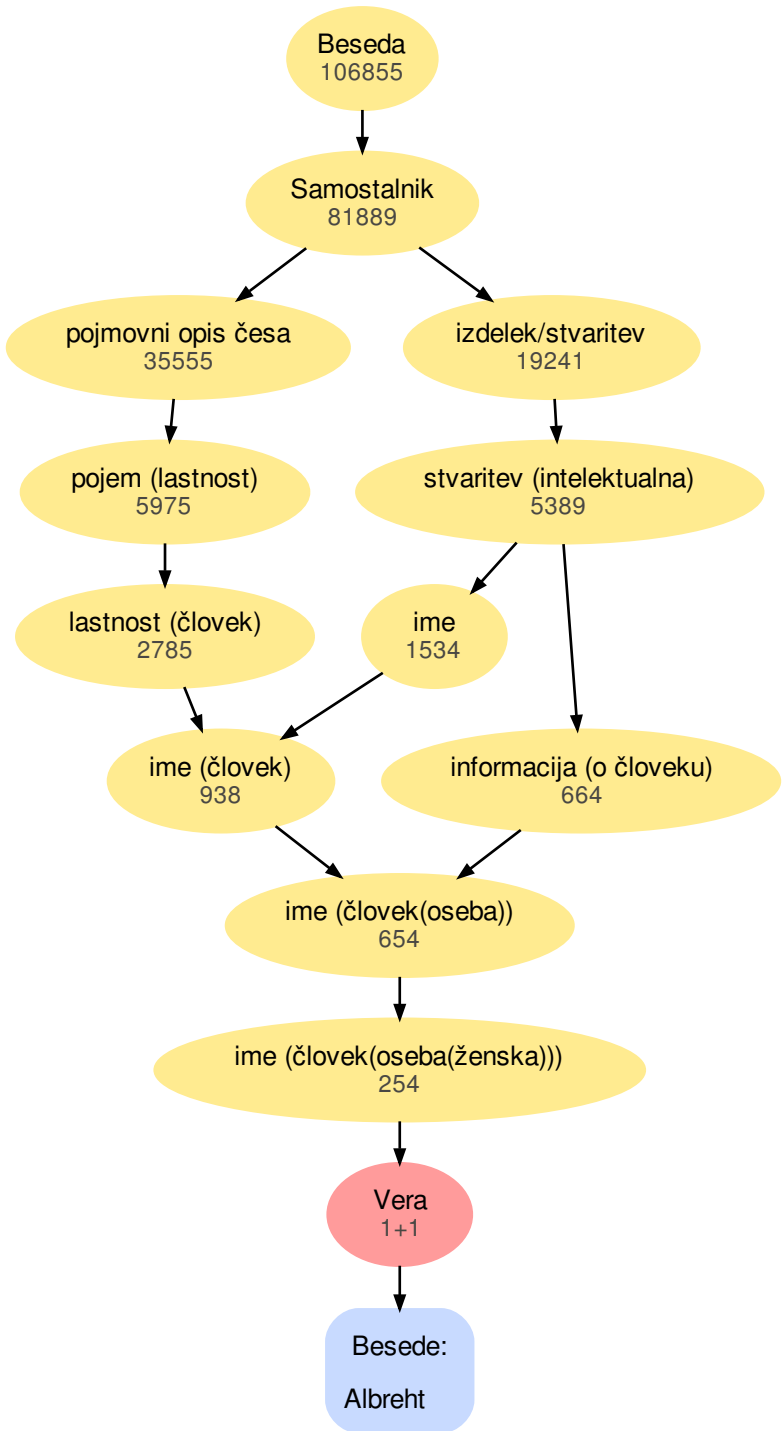 Beseda
106855
Samostalnik
81889
pojmovni opis česa
35555
izdelek/stvaritev
19241
pojem (lastnost)
5975
stvaritev (intelektualna)
5389
lastnost (človek)
2785
ime
1534
ime (človek)
938
informacija (o človeku)
664
ime (človek(oseba))
654
ime (človek(oseba(ženska)))
254
Vera
1+1
Besede:
Albreht